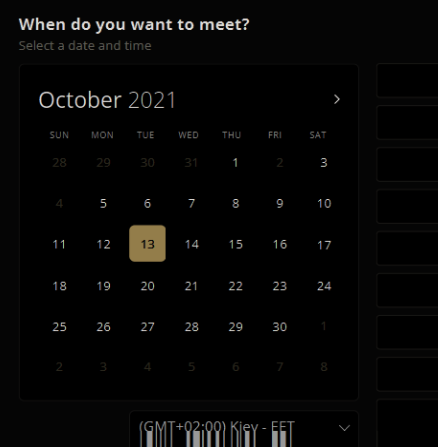 When do you want to meet?
Select a date and time
October 2021
SUN MON TUE WED THU FRI SAT
28 29 30 31 1 2 3
4 5 6 7 8 9 10
11 12 13 14 15 16 17
18 19 20 21 22 23 24
25 26 27 28 29 30 1
2 3 4 5 6 7 8
(GMT+02:00) Kiev - EET